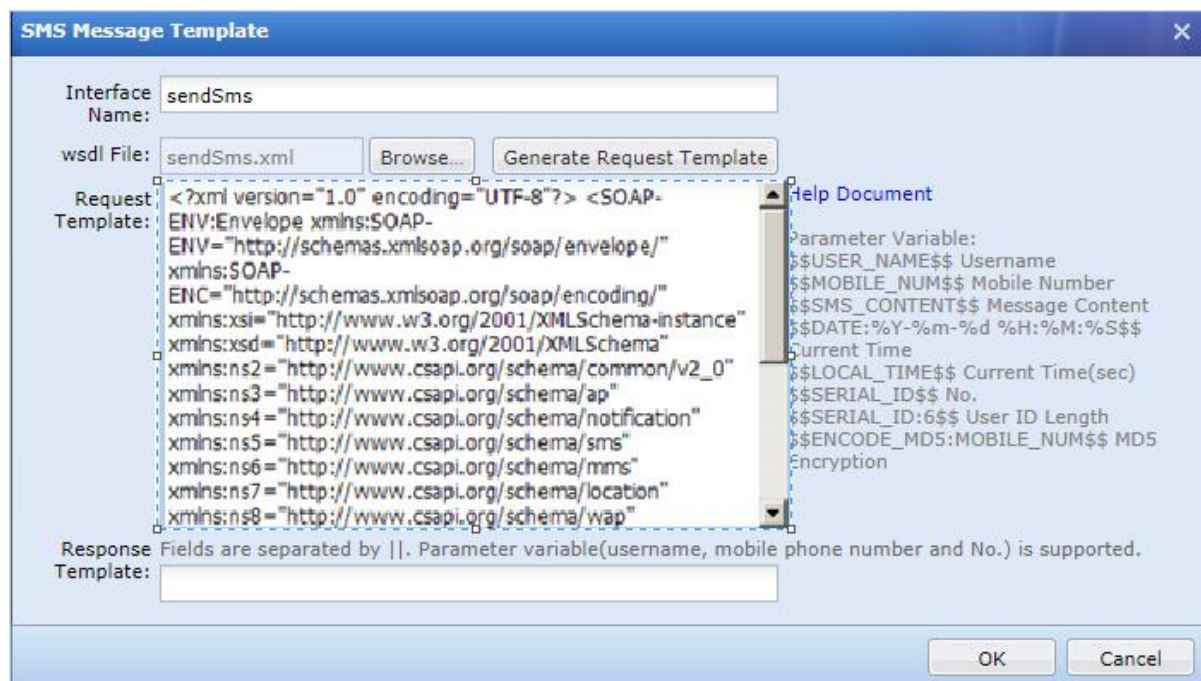 SMS Message Template
Interface Name:
sendSms
wsdl File:
sendSms.xml
Browse...
Generate Request Template
Request Template:
<?xml version="1.0" encoding="UTF-8"?> <SOAP-
ENV:Envelope xmlns:SOAP-
ENV="http://schemas.xmlsoap.org/soap/envelope/"
xmlns:SOAP-
ENC="http://schemas.xmlsoap.org/soap/encoding/"
xmlns:xsi="http://www.w3.org/2001/XMLSchema-instance"
xmlns:xsd="http://www.w3.org/2001/XMLSchema"
xmlns:ns2="http://www.csapi.org/schema/common/v2_0"
xmlns:ns3="http://www.csapi.org/schema/ap"
xmlns:ns4="http://www.csapi.org/schema/notification"
xmlns:ns5="http://www.csapi.org/schema/sms"
xmlns:ns6="http://www.csapi.org/schema/mms"
xmlns:ns7="http://www.csapi.org/schema/location"
xmlns:ns8="http://www.csapi.org/schema/wap"
Help Document
Parameter Variable:
$$USER_NAME$$ Username
$$MOBILE_NUM$$ Mobile Number
$$SMS_CONTENT$$ Message Content
$$DATE:%Y-%m-%d %H:%M:%S$$
Current Time
$$LOCAL_TIME$$ Current Time(sec)
$$SERIAL_ID$$ No.
$$SERIAL_ID:6$$ User ID Length
$$ENCODE_MD5:MOBILE_NUM$$ MD5
Encryption
Response Template:
Fields are separated by ||. Parameter variable(username, mobile phone number and No.) is supported.
OK
Cancel